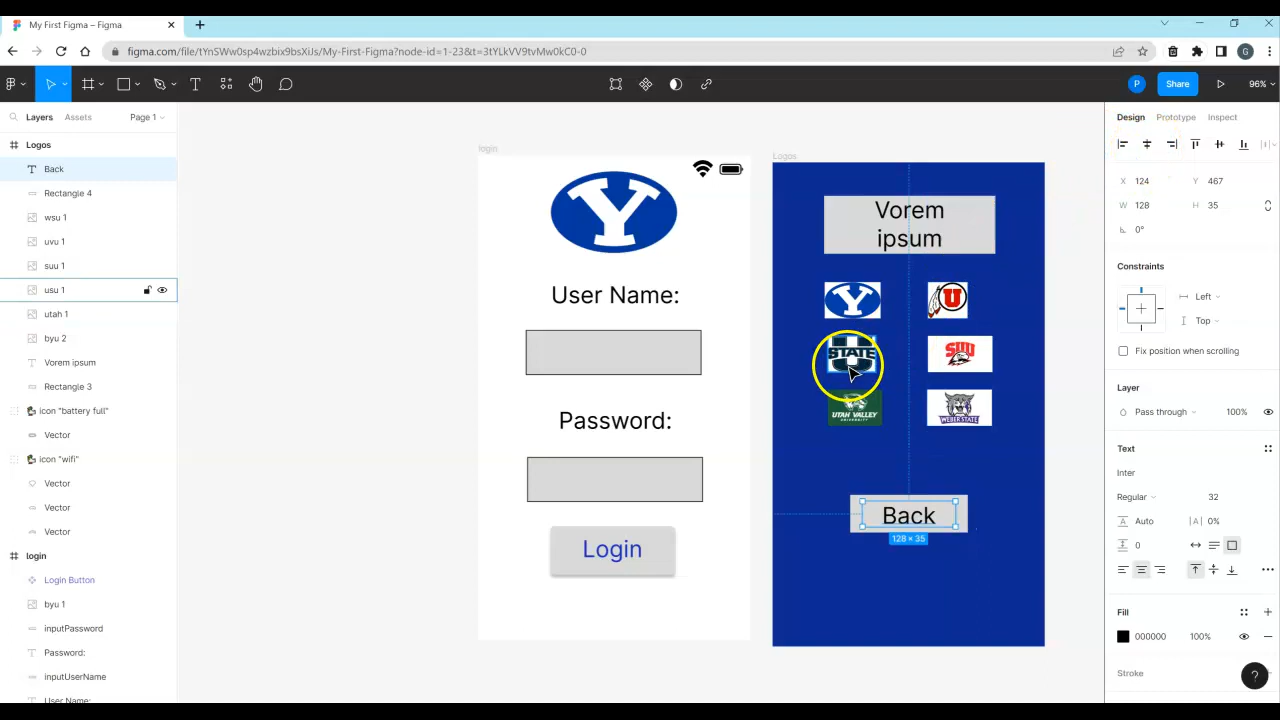 My First Figma – Figma
figma.com/file/tYnSWw0sp4wzbix9bsXiJs/My-First-Figma?node-id=1-23&t=3tYLkVV9tvMw0kC0-0
G
P
Share
96%
Layers
Assets
Page 1
Design
Prototype
Inspect
Logos
Back
Rectangle 4
wsu 1
uvu 1
suu 1
usu 1
utah 1
byu 2
Vorem ipsum
Rectangle 3
icon "battery full"
Vector
icon "wifi"
Vector
Vector
Vector
login
Login Button
byu 1
inputPassword
Password:
inputUserName
User Name:
login
Y
User Name:
Password:
Login
Logos
Vorem
ipsum
Y
U
STATE
SUU
UTAH VALLEY
UNIVERSITY
WEBER STATE
Back
128 × 35
X 124
Y 467
W 128
H 35
0°
Constraints
Left
Top
Fix position when scrolling
Layer
Pass through
100%
Text
Inter
Regular
32
A Auto
|A| 0%
0
Fill
000000
100%
Stroke
?